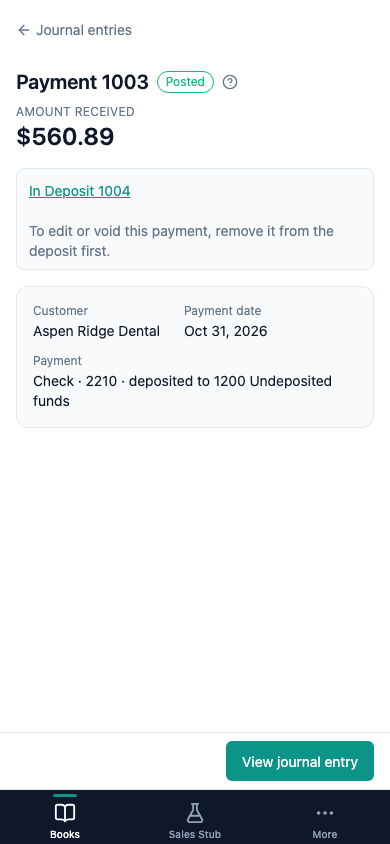 Journal entries
Payment 1003 Posted
AMOUNT RECEIVED
$560.89
In Deposit 1004
To edit or void this payment, remove it from the
deposit first.
Customer Payment date
Aspen Ridge Dental Oct 31, 2026
Payment
Check · 2210 · deposited to 1200 Undeposited
funds
View journal entry
Books Sales Stub More